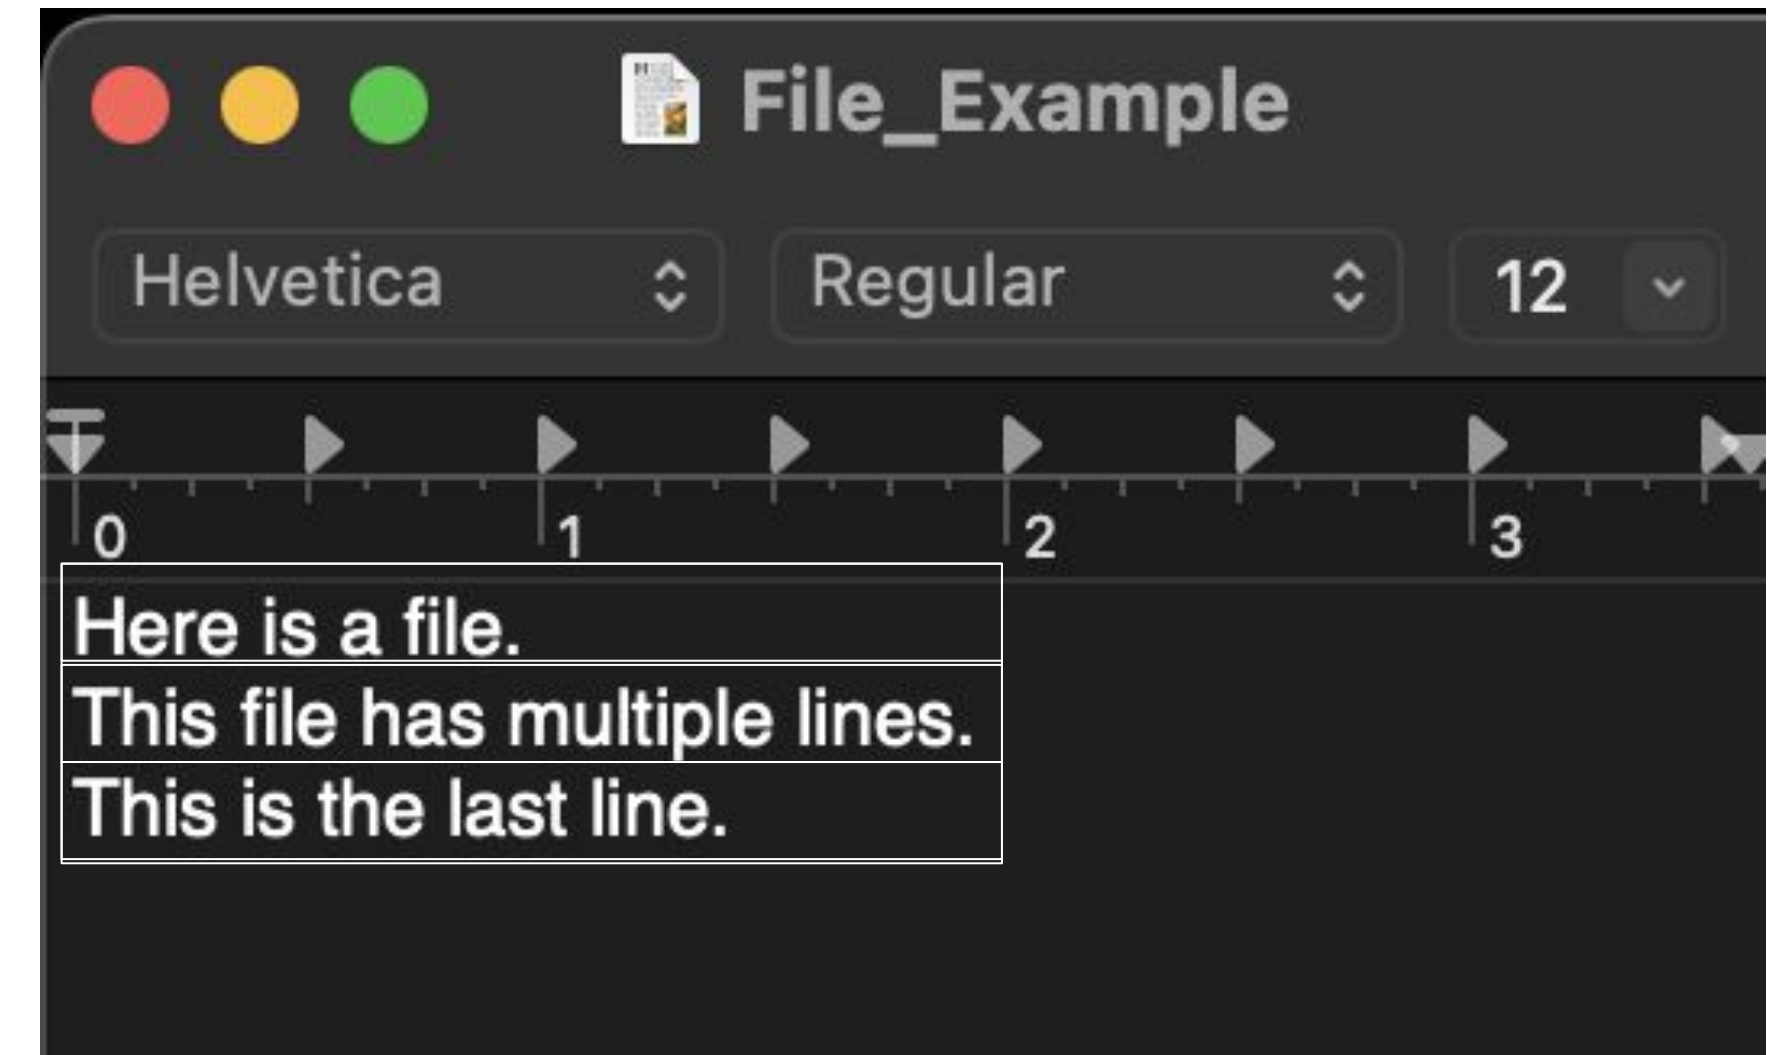 File_Example
Helvetica Regular 12
0 1 2 3
Here is a file.
This file has multiple lines.
This is the last line.